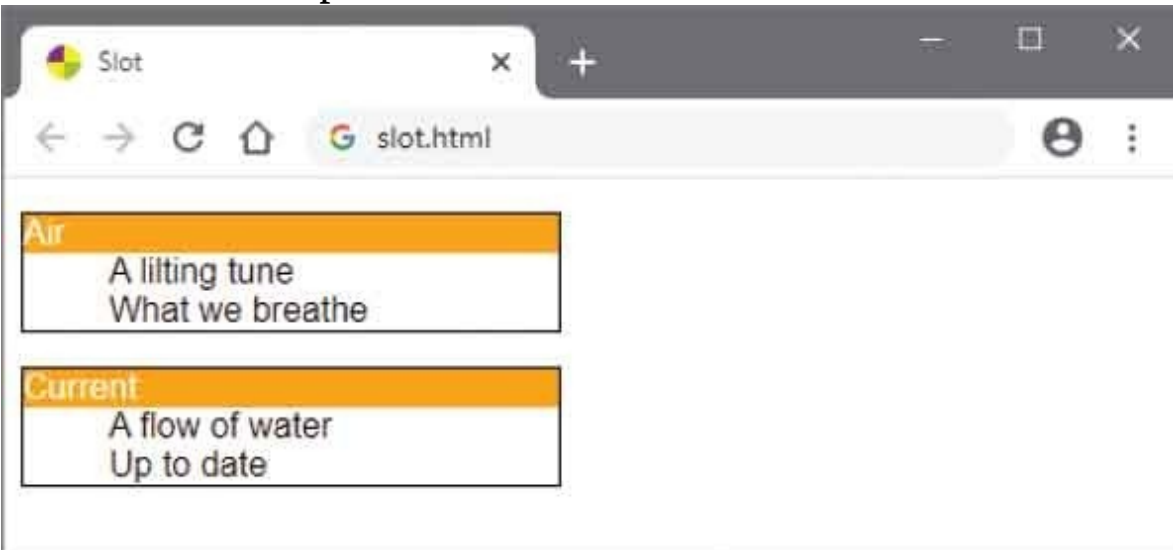 Slot
slot.html
Air
A lilting tune
What we breathe
Current
A flow of water
Up to date